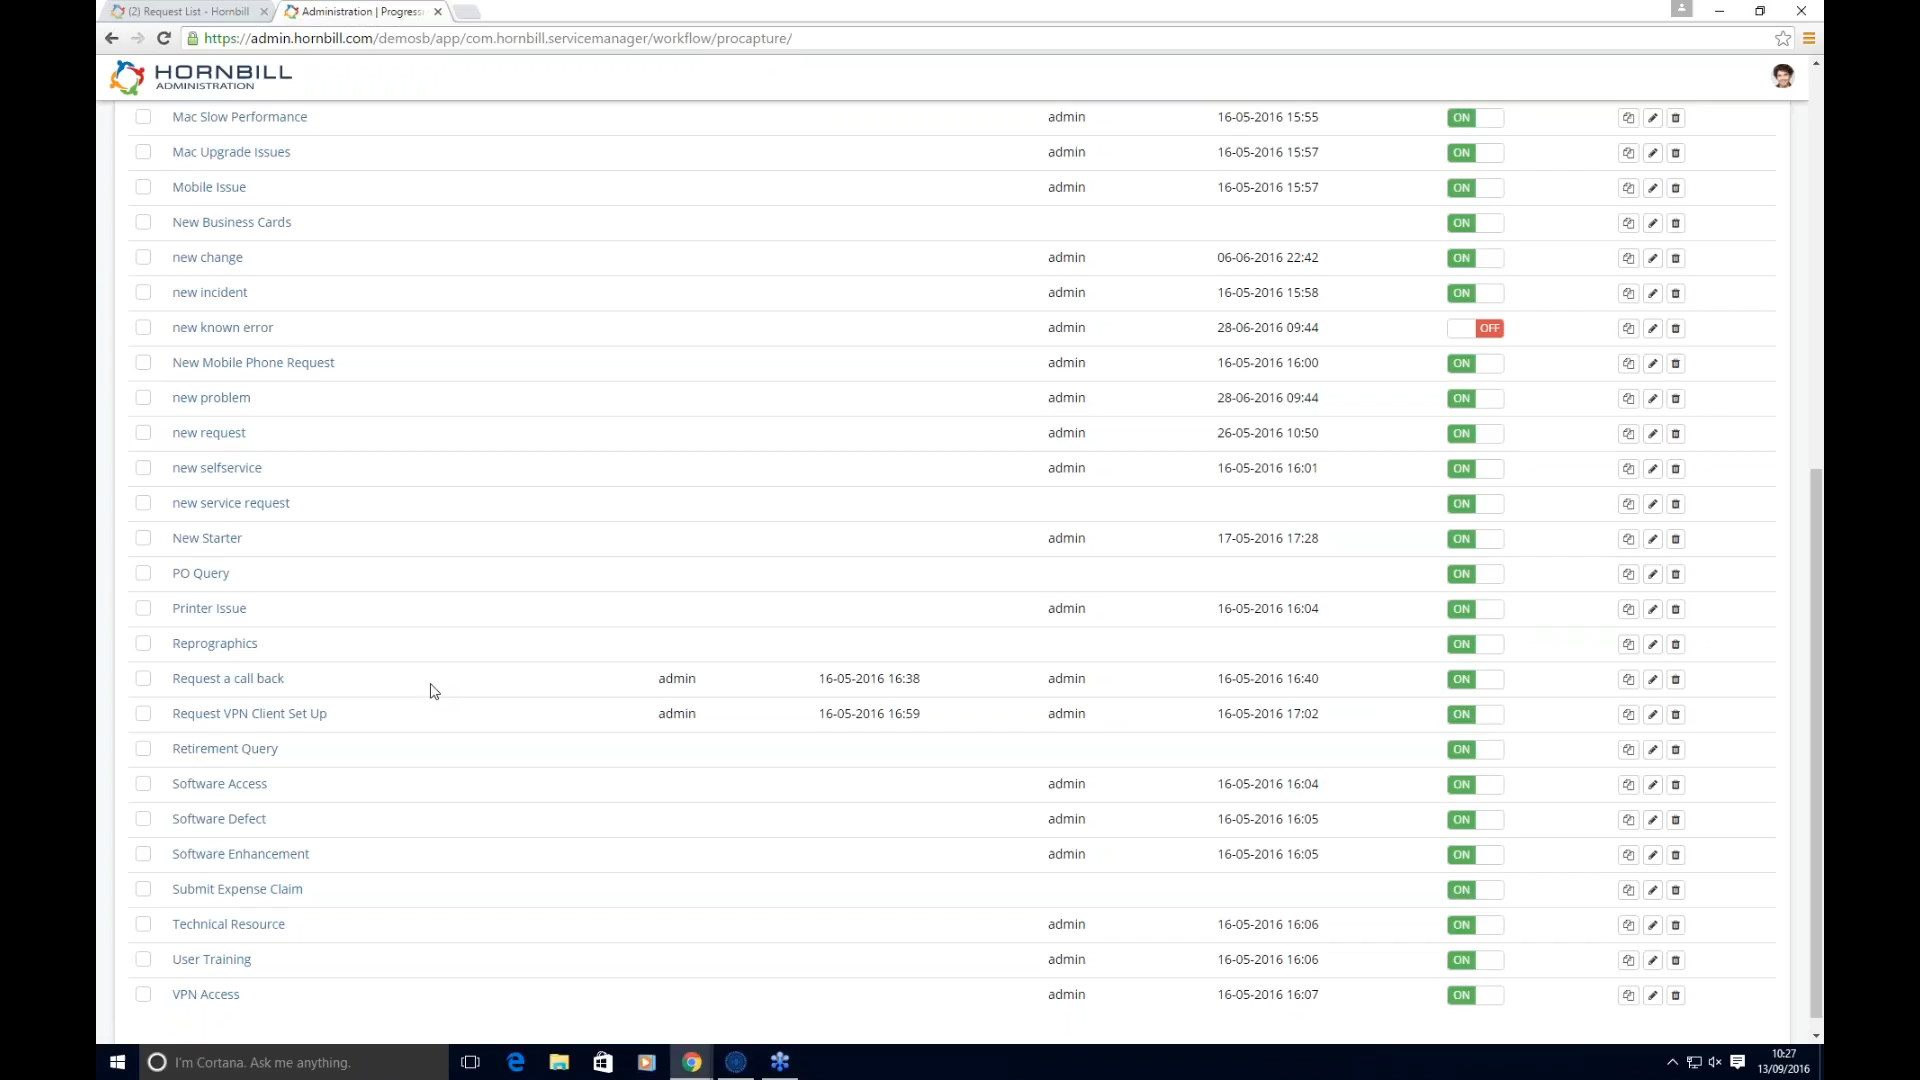 (2) Request List - Hornbill
Administration | Progress
https://admin.hornbill.com/demosb/app/com.hornbill.servicemanager/workflow/procapture/
HORNBILL
ADMINISTRATION
Mac Slow Performance admin 16-05-2016 15:55 ON
Mac Upgrade Issues admin 16-05-2016 15:57 ON
Mobile Issue admin 16-05-2016 15:57 ON
New Business Cards ON
new change admin 06-06-2016 22:42 ON
new incident admin 16-05-2016 15:58 ON
new known error admin 28-06-2016 09:44 OFF
New Mobile Phone Request admin 16-05-2016 16:00 ON
new problem admin 28-06-2016 09:44 ON
new request admin 26-05-2016 10:50 ON
new selfservice admin 16-05-2016 16:01 ON
new service request ON
New Starter admin 17-05-2016 17:28 ON
PO Query ON
Printer Issue admin 16-05-2016 16:04 ON
Reprographics ON
Request a call back admin 16-05-2016 16:38 admin 16-05-2016 16:40 ON
Request VPN Client Set Up admin 16-05-2016 16:59 admin 16-05-2016 17:02 ON
Retirement Query ON
Software Access admin 16-05-2016 16:04 ON
Software Defect admin 16-05-2016 16:05 ON
Software Enhancement admin 16-05-2016 16:05 ON
Submit Expense Claim ON
Technical Resource admin 16-05-2016 16:06 ON
User Training admin 16-05-2016 16:06 ON
VPN Access admin 16-05-2016 16:07 ON
I'm Cortana. Ask me anything.
10:27
13/09/2016